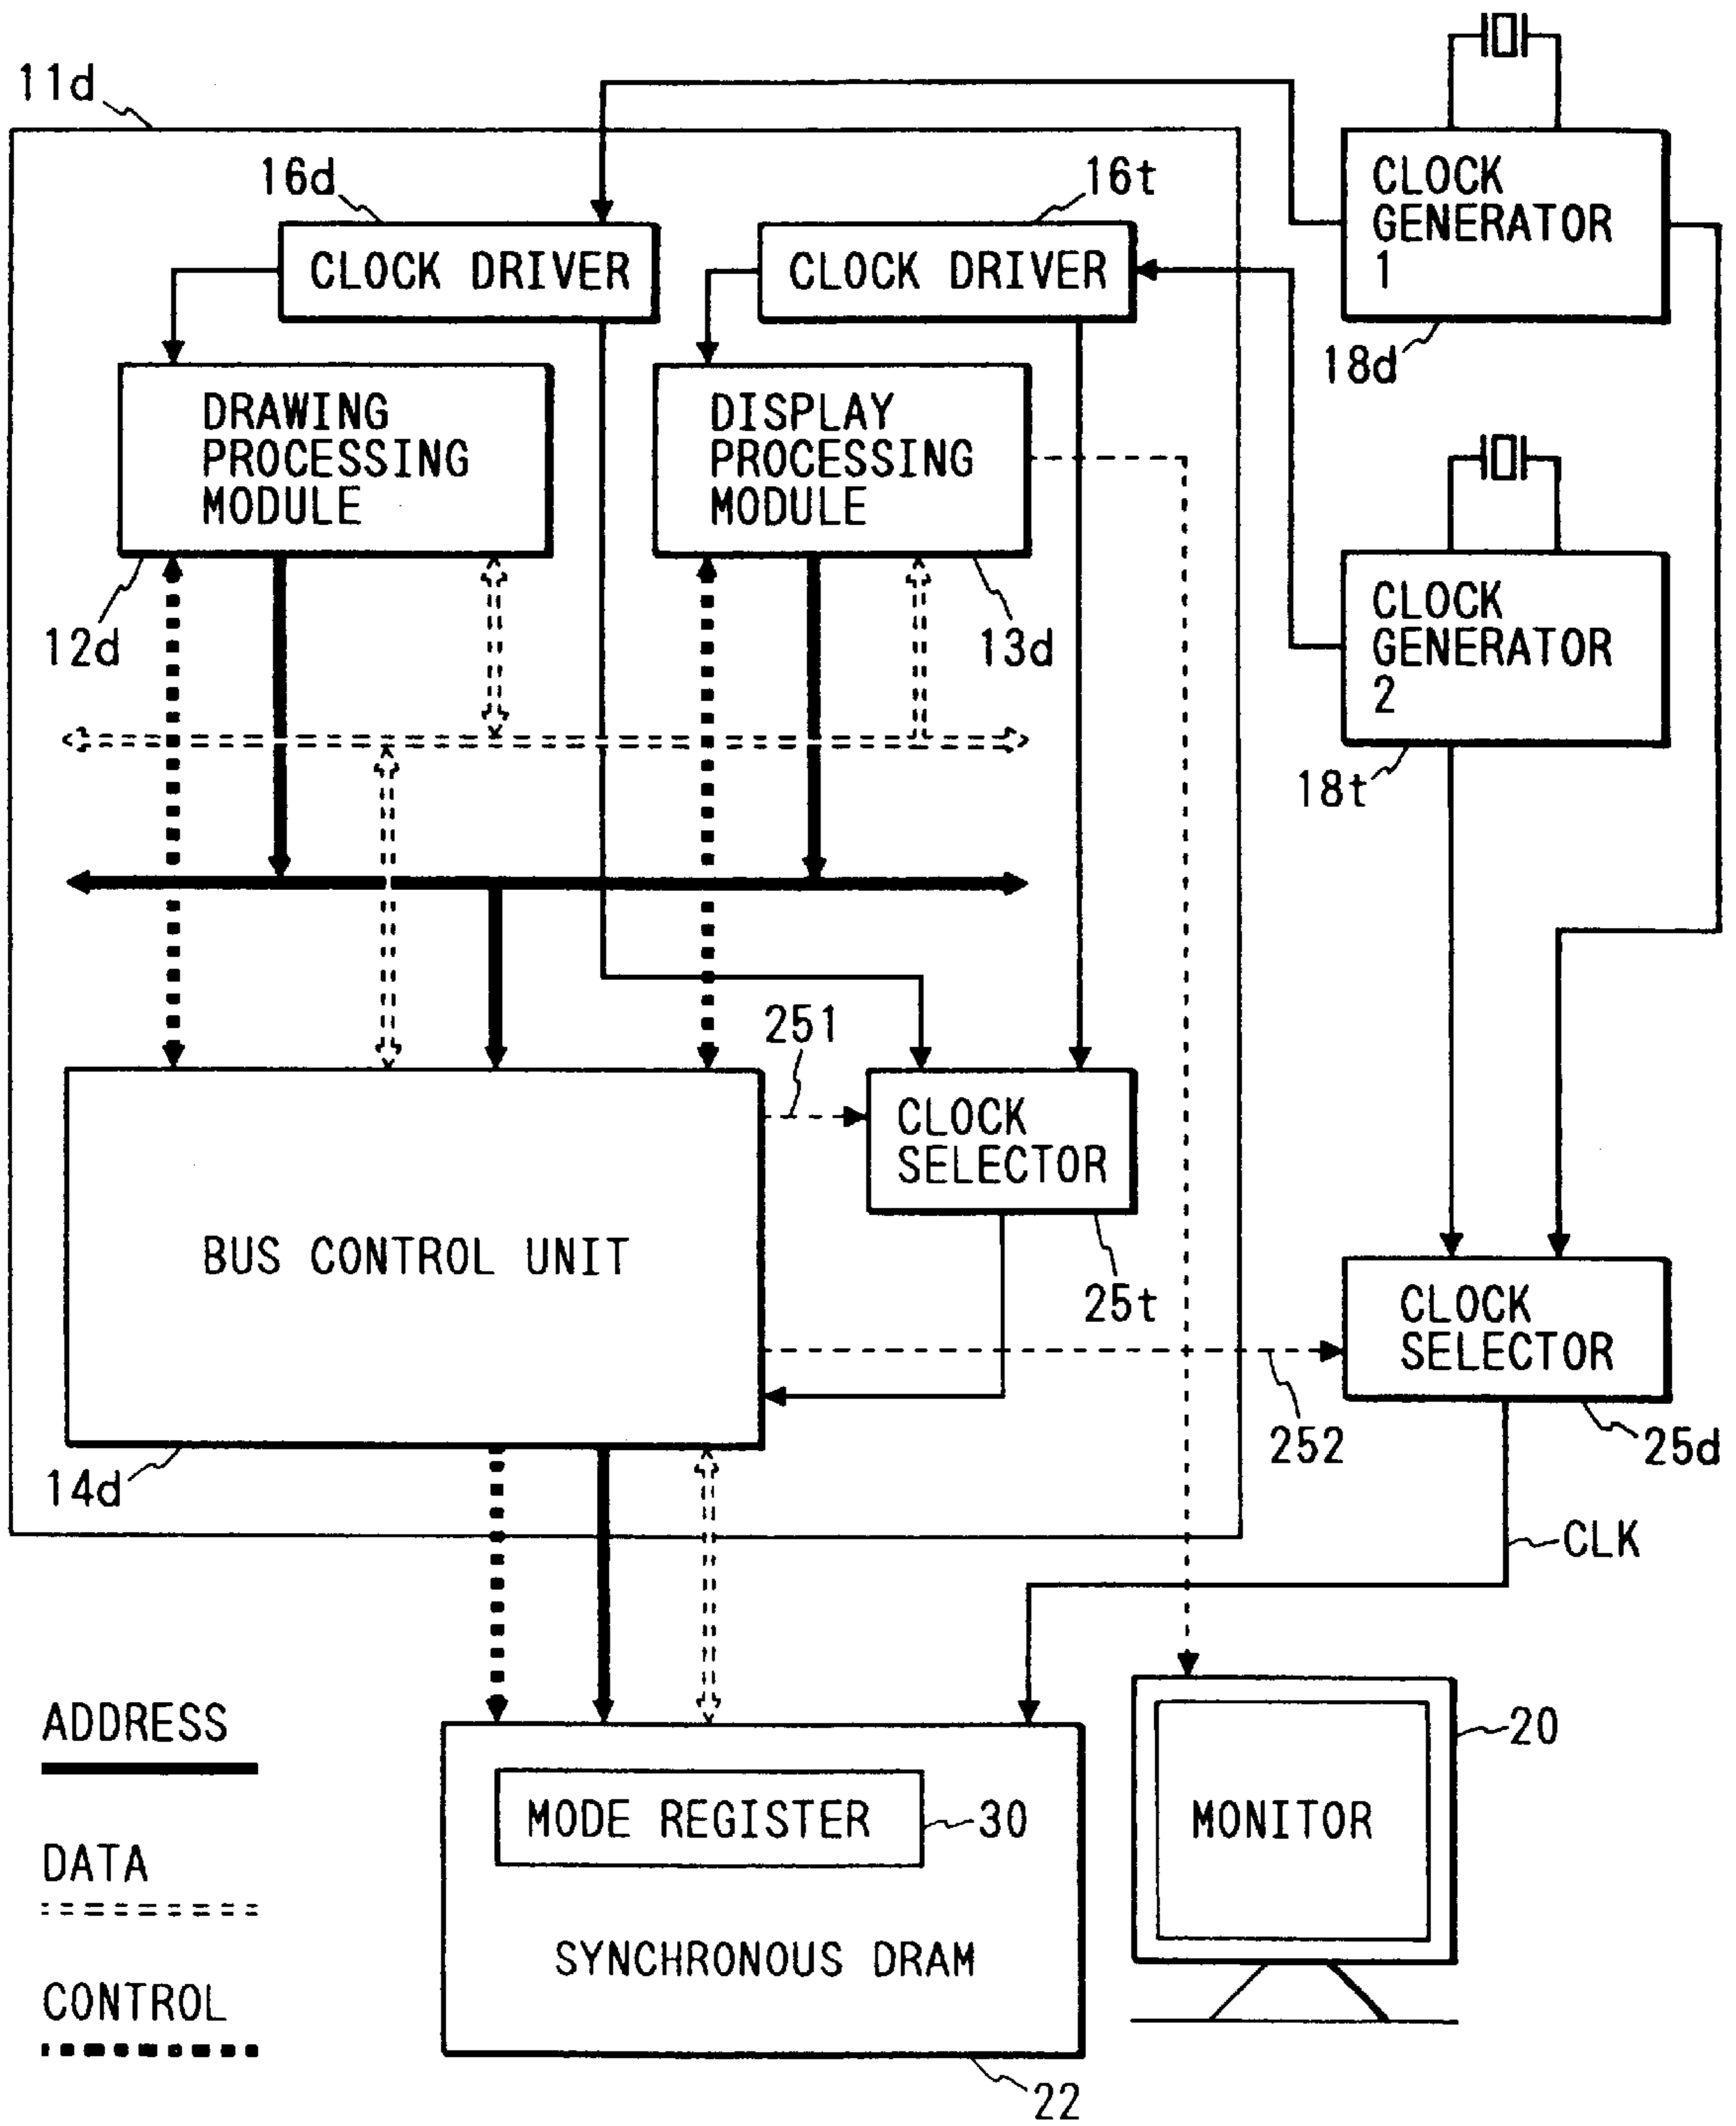 11d
16d
16t
CLOCK
GENERATOR
1
CLOCK DRIVER
CLOCK DRIVER
18d
DRAWING
PROCESSING
MODULE
DISPLAY
PROCESSING
MODULE
CLOCK
GENERATOR
2
12d
13d
18t
251
CLOCK
SELECTOR
BUS CONTROL UNIT
25t
CLOCK
SELECTOR
252
25d
14d
CLK
ADDRESS
20
MODE REGISTER
30
MONITOR
DATA
SYNCHRONOUS DRAM
CONTROL
22